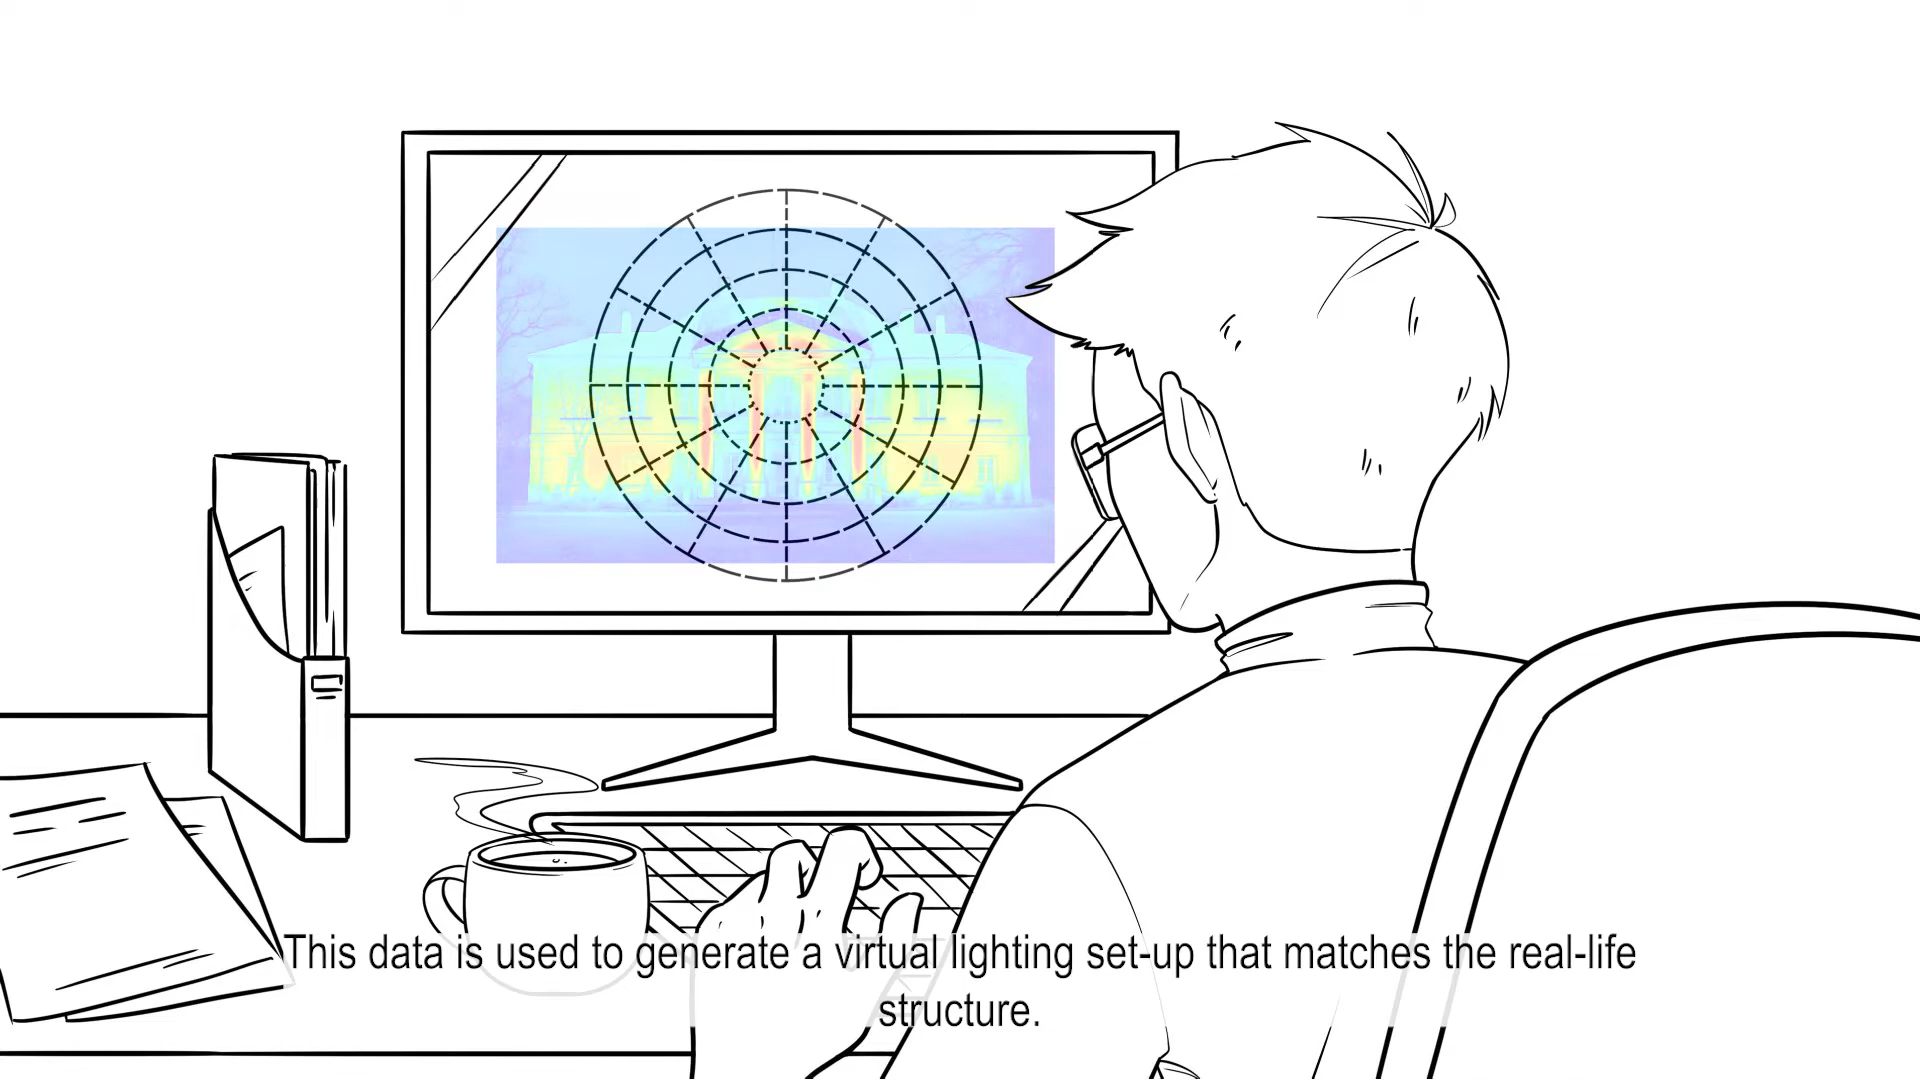 This data is used to generate a virtual lighting set-up that matches the real-life
structure.